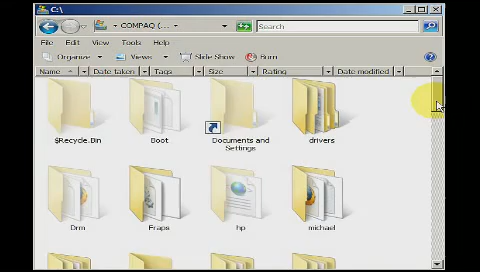 C:\
COMPAQ (...
Search
File Edit View Tools Help
Organize Views Slide Show Burn
Name Date taken Tags Size Rating Date modified
$Recycle.Bin Boot Documents and Settings drivers
Drm Fraps hp michael